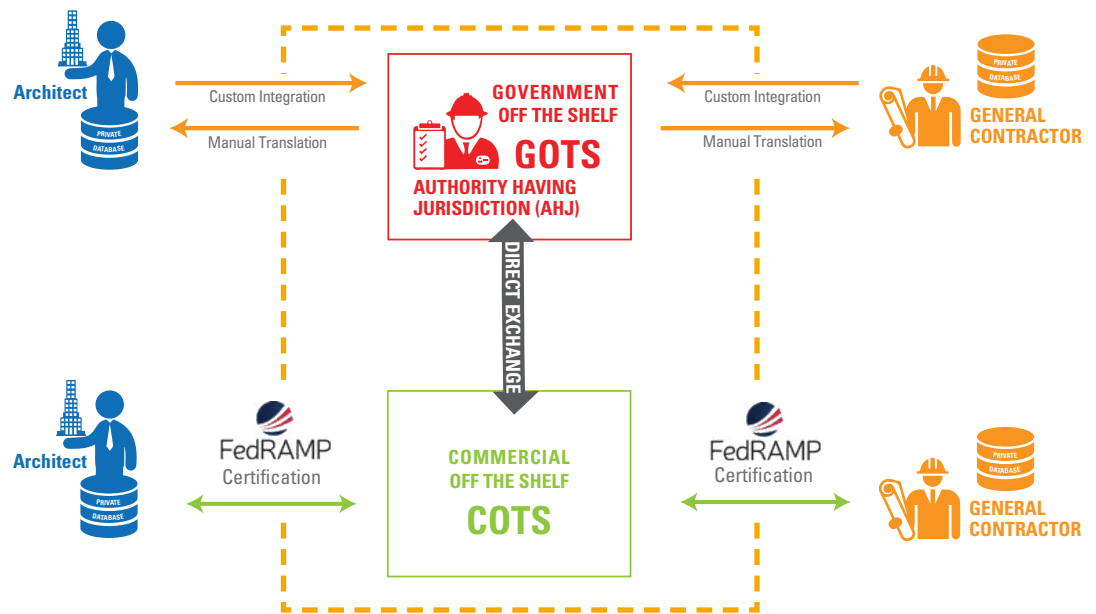 Architect
PRIVATE
DATABASE
Custom Integration
Manual Translation
GOVERNMENT
OFF THE SHELF
GOTS
AUTHORITY HAVING
JURISDICTION (AHJ)
Custom Integration
Manual Translation
PRIVATE
DATABASE
GENERAL
CONTRACTOR
DIRECT EXCHANGE
Architect
PRIVATE
DATABASE
FedRAMP
Certification
COMMERCIAL
OFF THE SHELF
COTS
FedRAMP
Certification
PRIVATE
DATABASE
GENERAL
CONTRACTOR